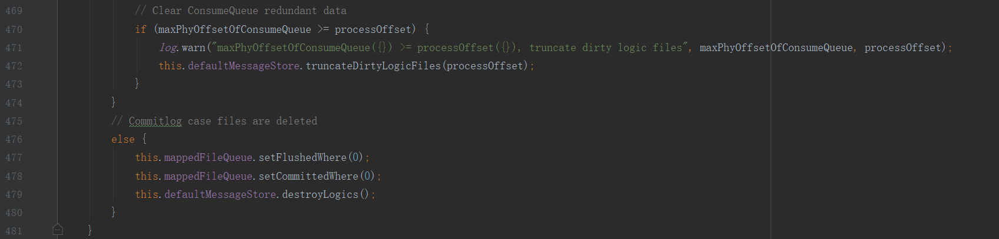 469 // Clear ConsumeQueue redundant data
470 if (maxPhyOffsetOfConsumeQueue >= processOffset) {
471 log.warn("maxPhyOffsetOfConsumeQueue({}) >= processOffset({}), truncate dirty logic files", maxPhyOffsetOfConsumeQueue, processOffset);
472 this.defaultMessageStore.truncateDirtyLogicFiles(processOffset);
473 }
474 }
475 // Commitlog case files are deleted
476 else {
477 this.mappedFileQueue.setFlushedWhere(0);
478 this.mappedFileQueue.setCommittedWhere(0);
479 this.defaultMessageStore.destroyLogics();
480 }
481 }